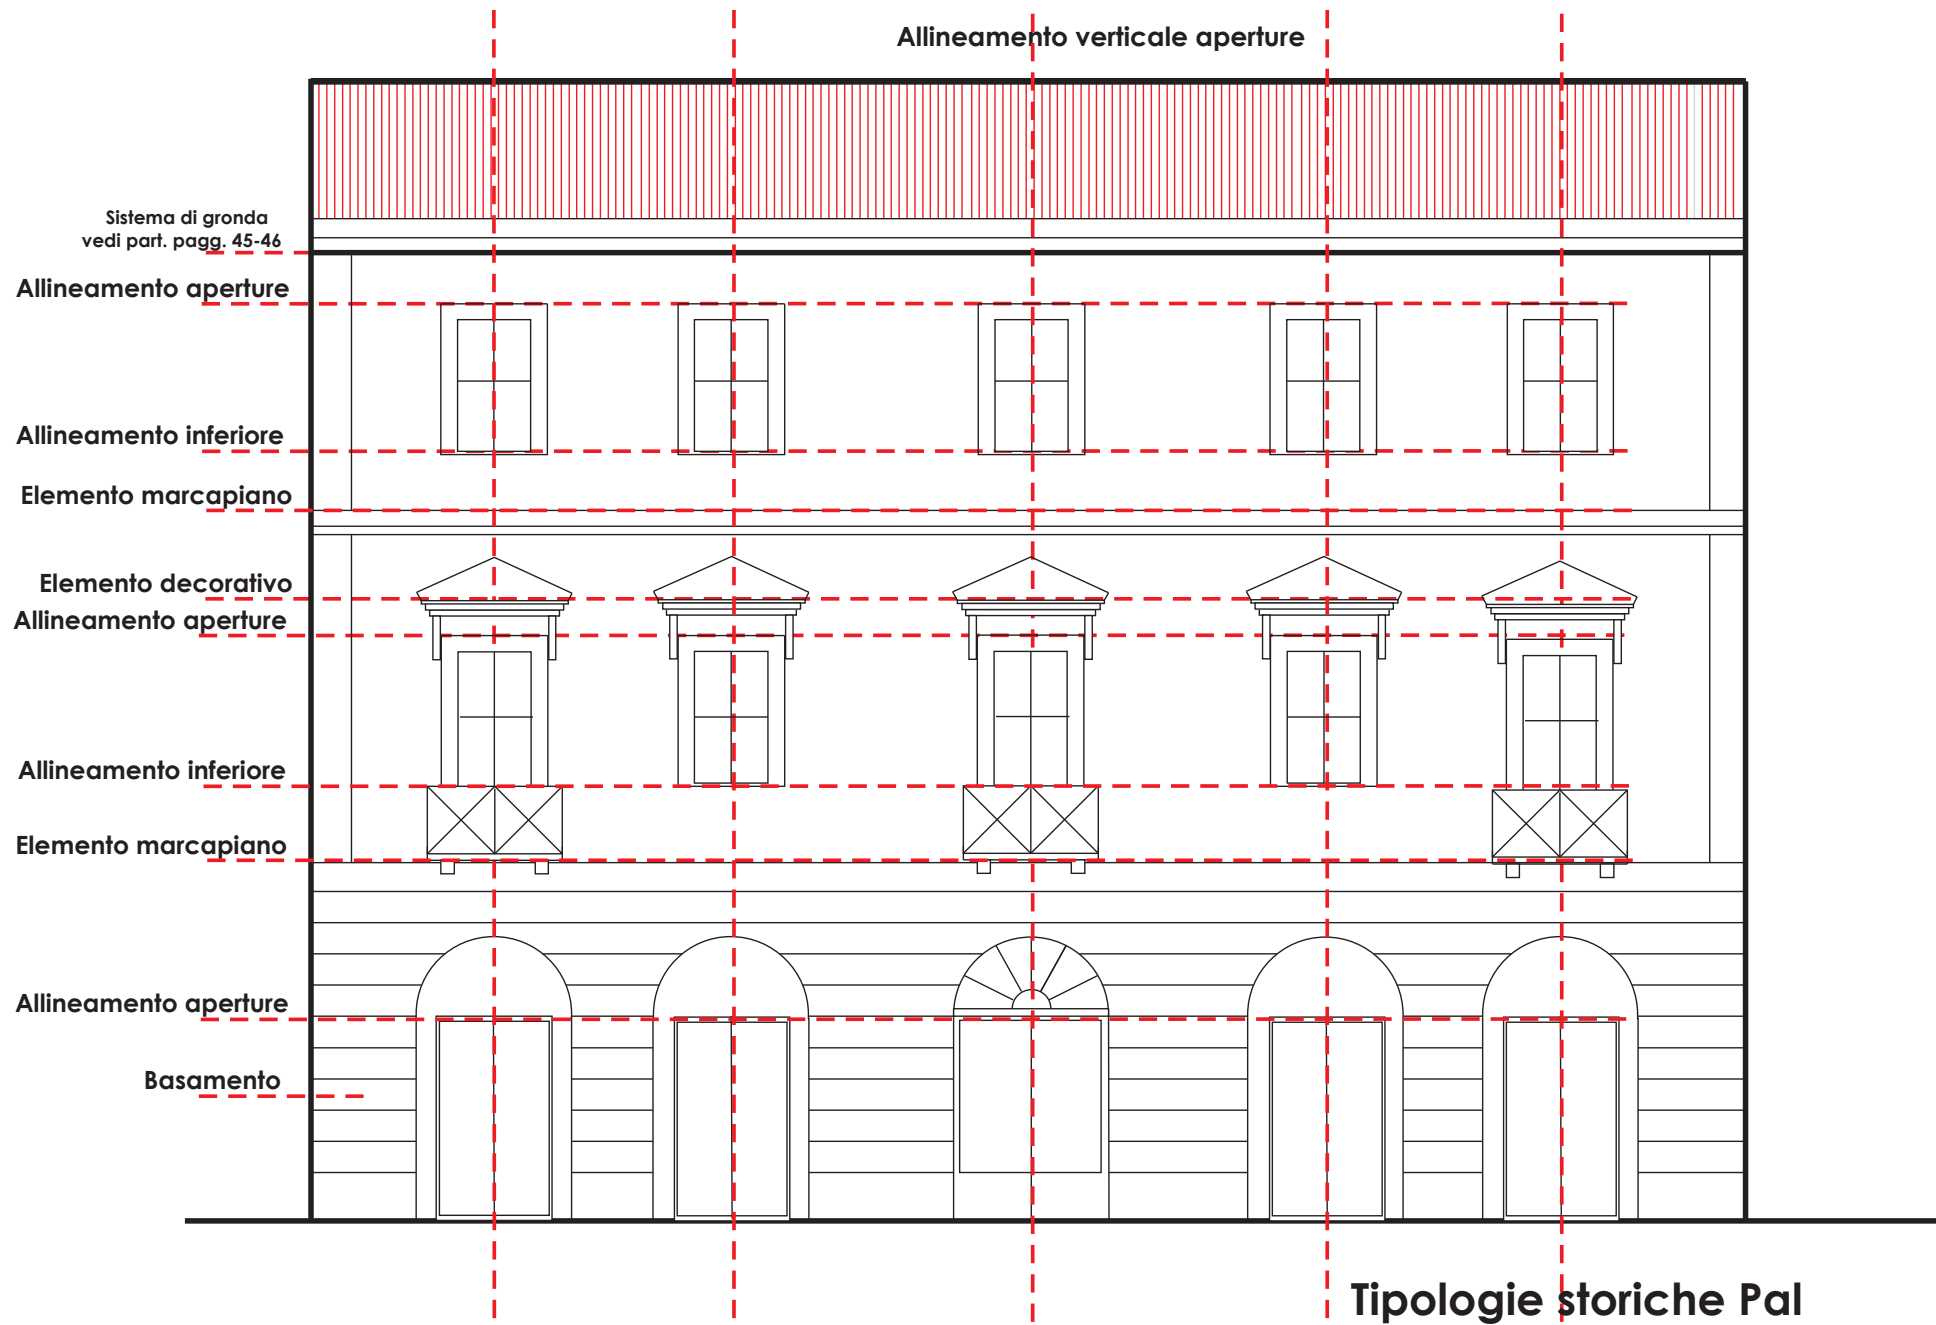 Allineamento verticale aperture
Sistema di gronda
vedi part. pagg. 45-46
Allineamento aperture
Allineamento inferiore
Elemento marcapiano
Elemento decorativo
Allineamento aperture
Allineamento inferiore
Elemento marcapiano
Allineamento aperture
Basamento
Tipologie storiche Pal